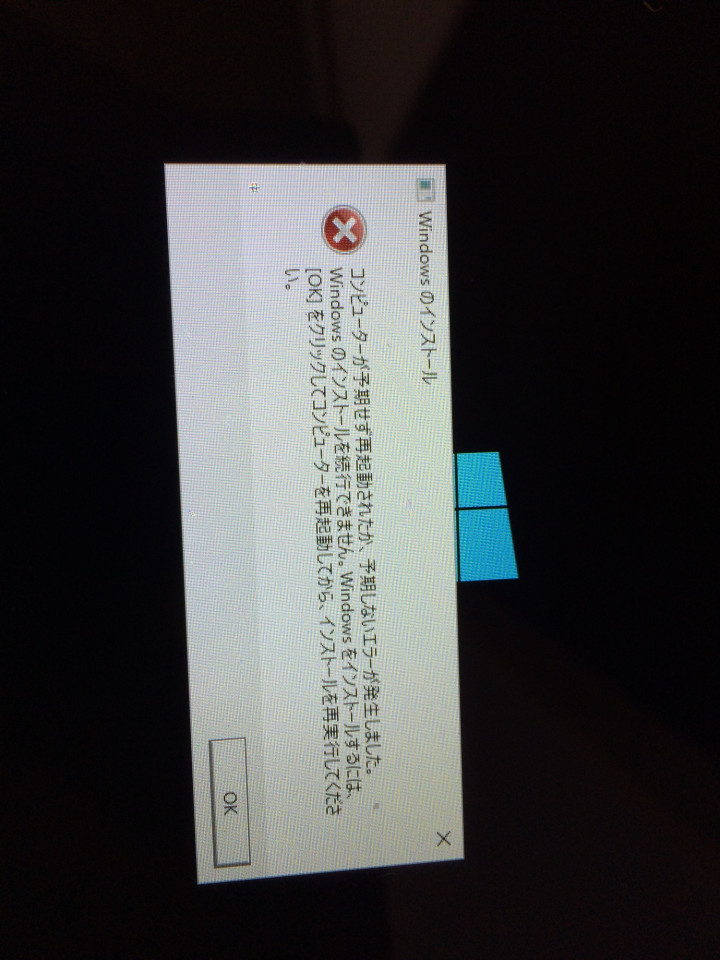 Windows のインストール
コンピューターが予期せず再起動されたか、予期しないエラーが発生しました。
Windows のインストールを続行できません。Windows をインストールするには、
[OK] をクリックしてコンピューターを再起動してから、インストールを再実行してくださ
い。
OK